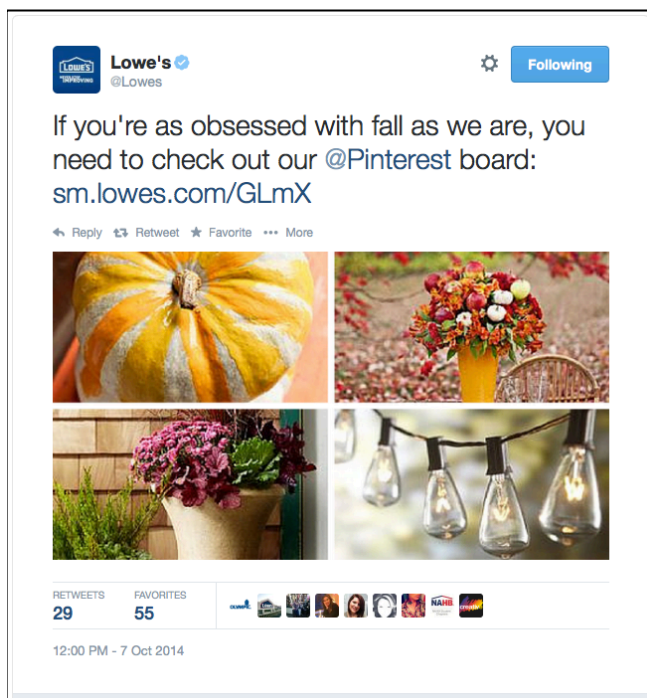 Lowe's
@Lowes
Following
If you're as obsessed with fall as we are, you
need to check out our @Pinterest board:
sm.lowes.com/GLmX
Reply Retweet Favorite More
RETWEETS FAVORITES
29 55
NAHB
12:00 PM - 7 Oct 2014